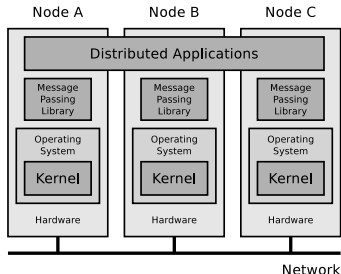 Node A Node B Node C
Distributed Applications
Message Passing Library
Message Passing Library
Message Passing Library
Operating System
Operating System
Operating System
Kernel Kernel Kernel
Hardware Hardware Hardware
Network